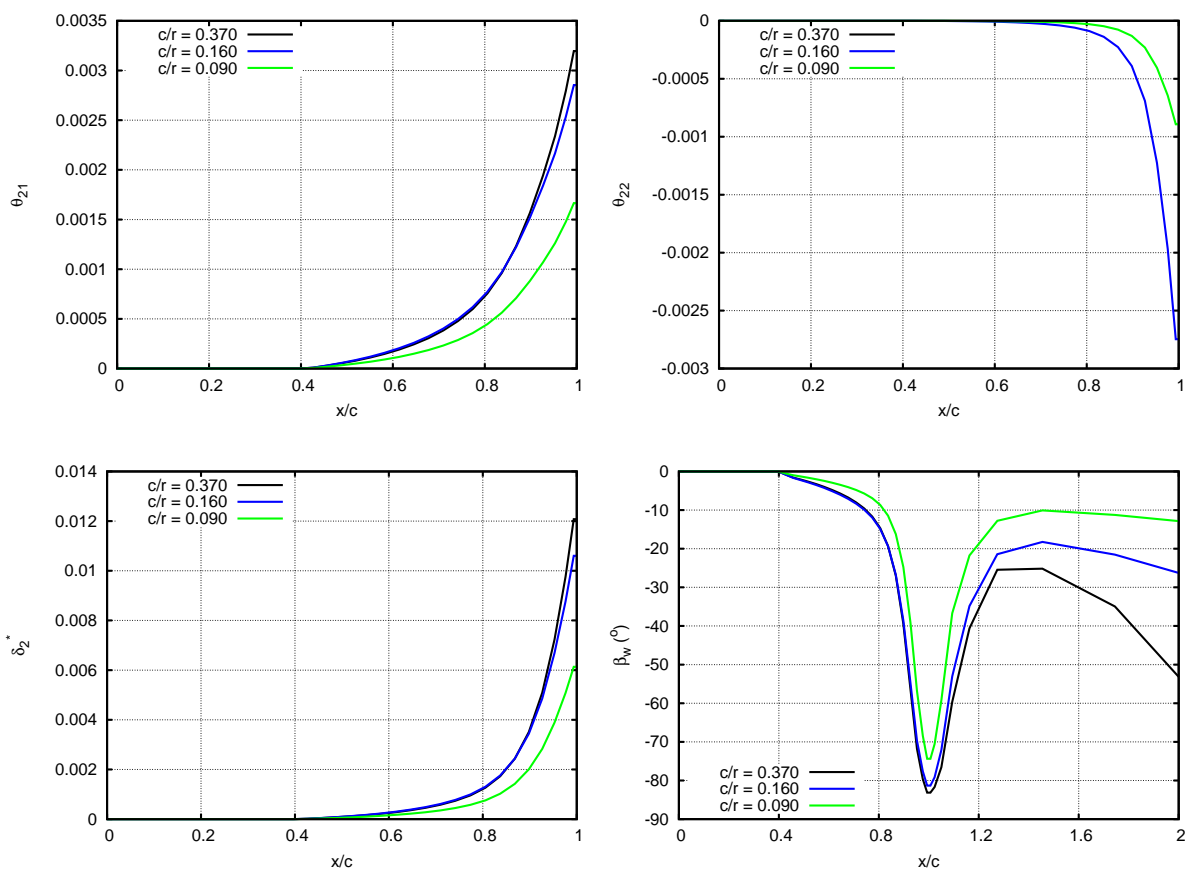 0.0035
0.003
0.0025
0.002
0.0015
0.001
0.0005
0
θ21
c/r = 0.370
c/r = 0.160
c/r = 0.090
0 0.2 0.4 0.6 0.8 1
x/c
0
-0.0005
-0.001
-0.0015
-0.002
-0.0025
-0.003
θ22
c/r = 0.370
c/r = 0.160
c/r = 0.090
0 0.2 0.4 0.6 0.8 1
x/c
0.014
0.012
0.01
0.008
0.006
0.004
0.002
0
δ2*
c/r = 0.370
c/r = 0.160
c/r = 0.090
0 0.2 0.4 0.6 0.8 1
x/c
0
-10
-20
-30
-40
-50
-60
-70
-80
-90
βw (o)
c/r = 0.370
c/r = 0.160
c/r = 0.090
0 0.4 0.8 1.2 1.6 2
x/c